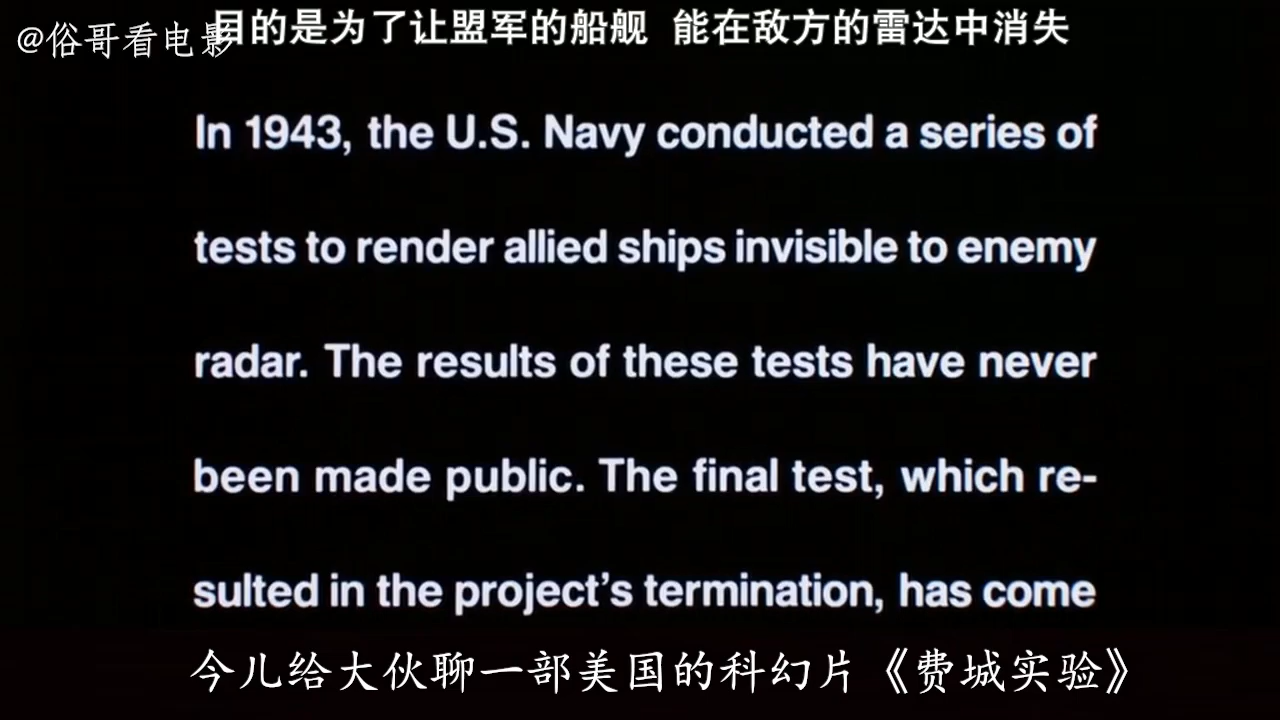 @俗哥看电影
目的是为了让盟军的船舰 能在敌方的雷达中消失
In 1943, the U.S. Navy conducted a series of
tests to render allied ships invisible to enemy
radar. The results of these tests have never
been made public. The final test, which re-
sulted in the project's termination, has come
今儿给大伙聊一部美国的科幻片《费城实验》